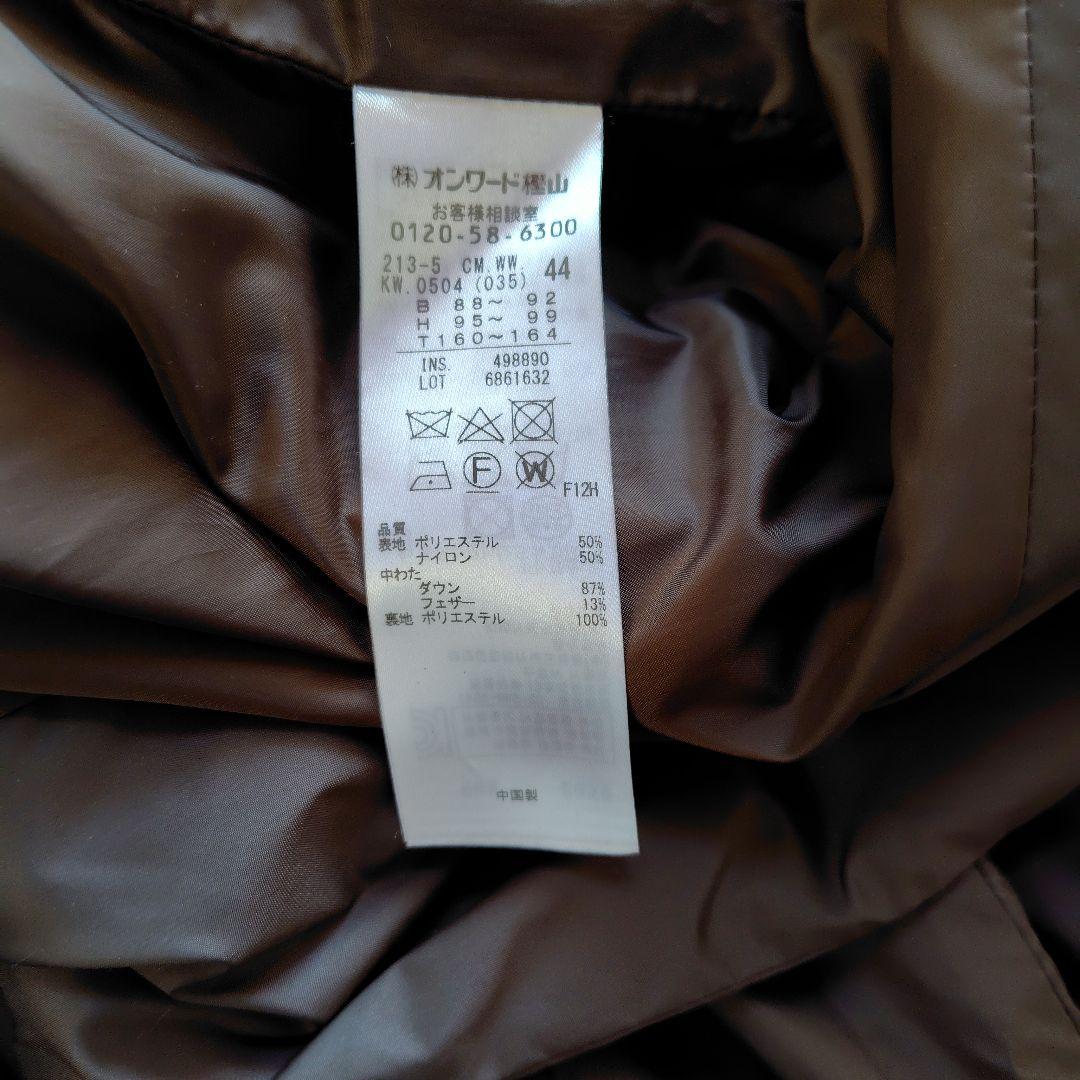 ㈱オンワード樫山
お客様相談室
0120-58-6300
213-5 CM.WW. 44
KW.0504 (035)
B 88〜 92
H 95〜 99
T160〜164
INS. 498890
LOT 6861632
F W F12H
品質
表地 ポリエステル 50%
ナイロン 50%
中わた
ダウン 87%
フェザー 13%
裏地 ポリエステル 100%
中国製